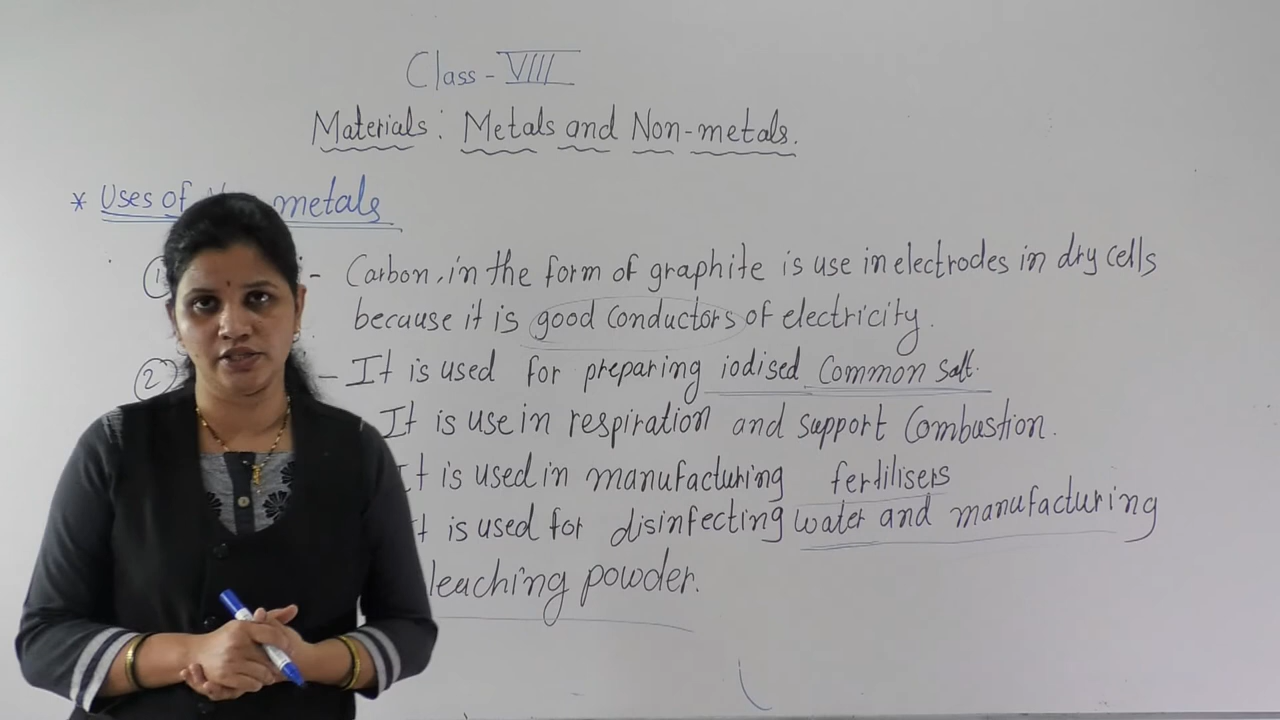 Class - VIII
Materials : Metals and Non-metals.
* Uses of metals
1 - Carbon, in the form of graphite is use in electrodes in dry cells
because it is good conductors of electricity.
2 - It is used for preparing iodised Common Salt.
It is use in respiration and support Combustion.
It is used in manufacturing fertilisers
It is used for disinfecting water and manufacturing
leaching powder.